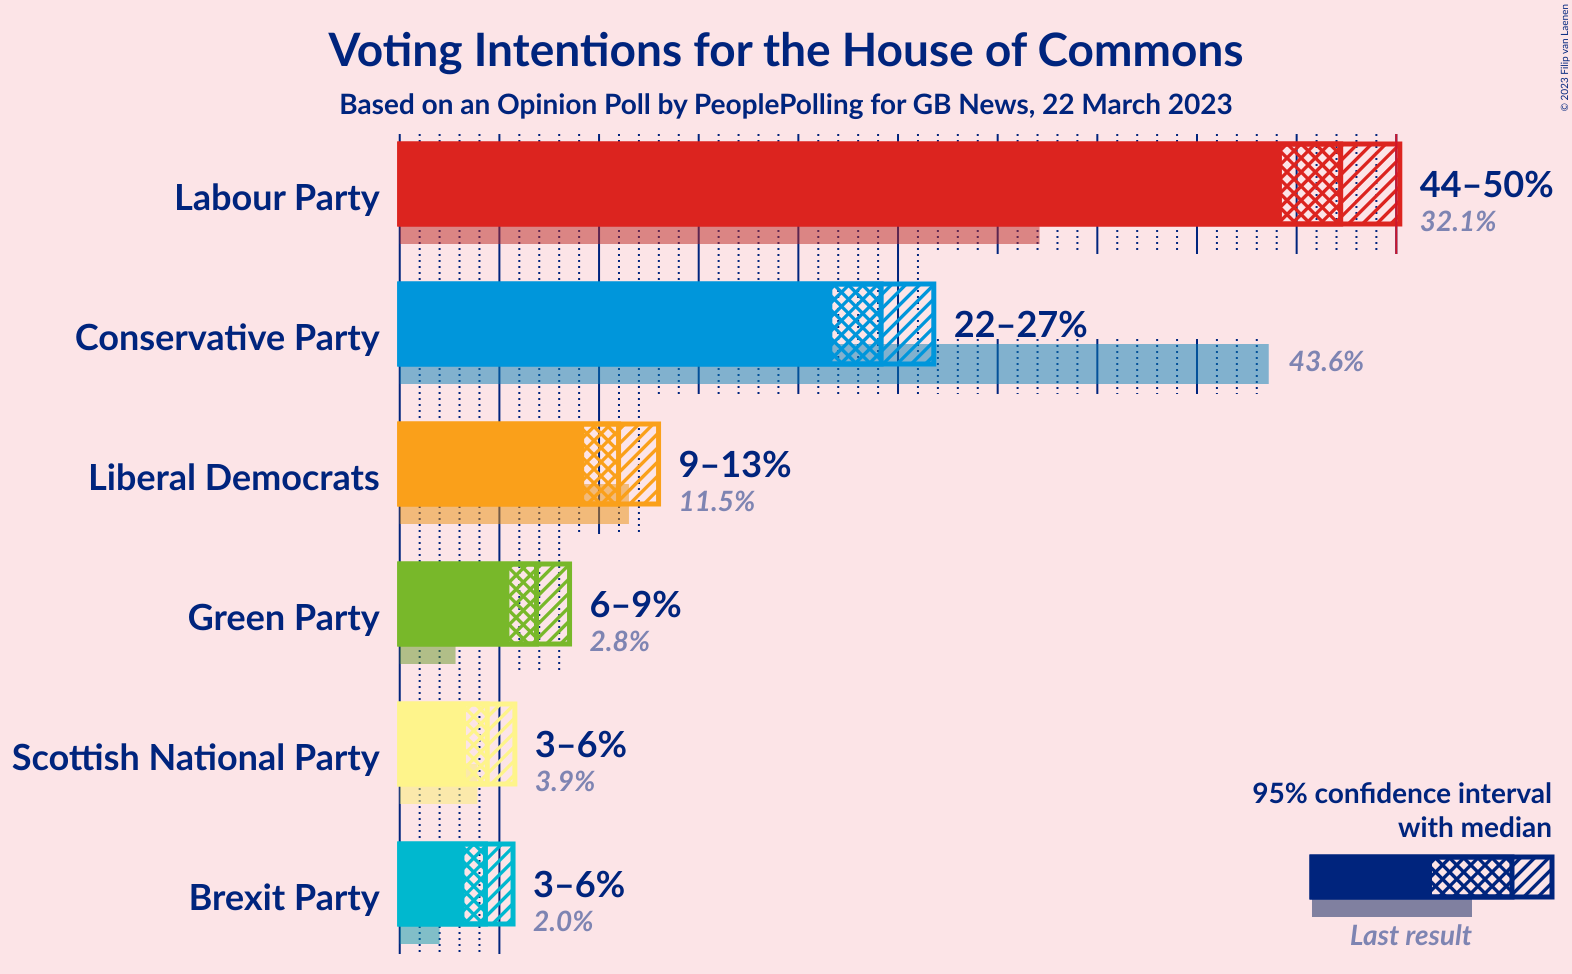 Voting Intentions for the House of Commons
Based on an Opinion Poll by PeoplePolling for GB News, 22 March 2023
© 2023 Filip van Laenen
Labour Party
44–50%
32.1%
Conservative Party
22–27%
43.6%
Liberal Democrats
9–13%
11.5%
Green Party
6–9%
2.8%
Scottish National Party
3–6%
3.9%
Brexit Party
3–6%
2.0%
95% confidence interval
with median
Last result